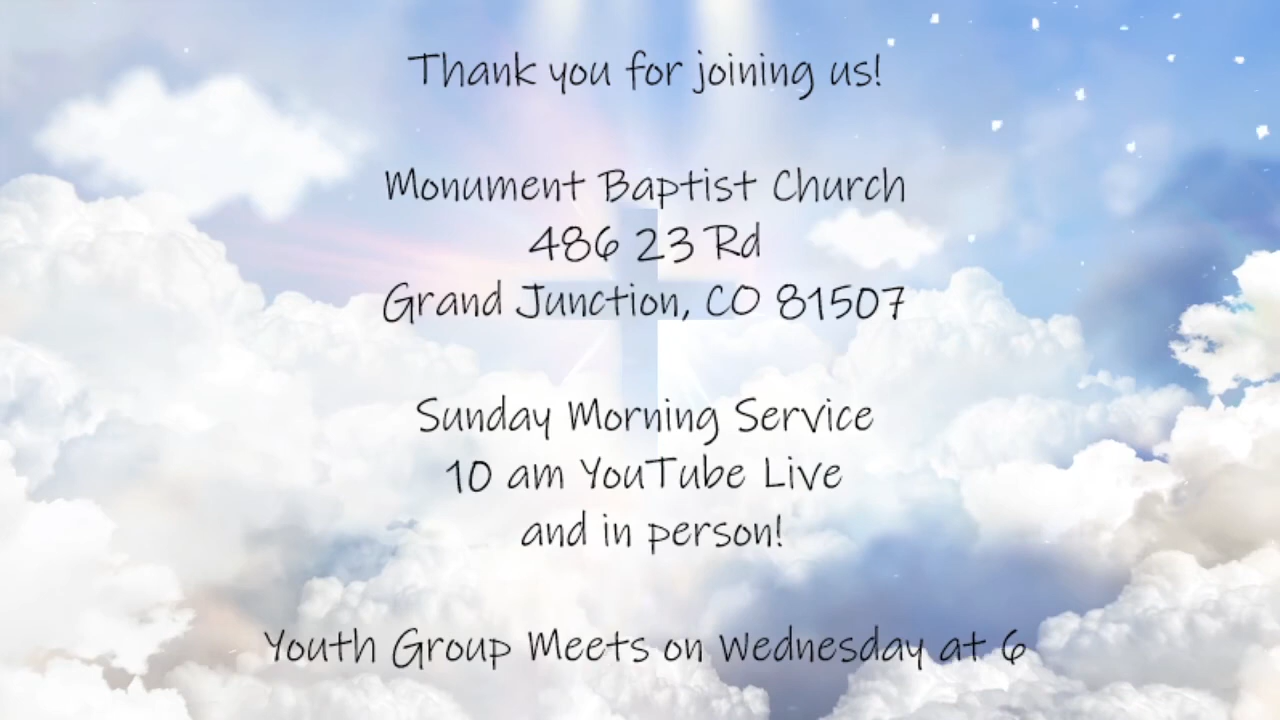 Thank you for joining us!
Monument Baptist Church
486 23 Rd
Grand Junction, CO 81507
Sunday Morning Service
10 am YouTube Live
and in person!
Youth Group Meets on Wednesday at 6